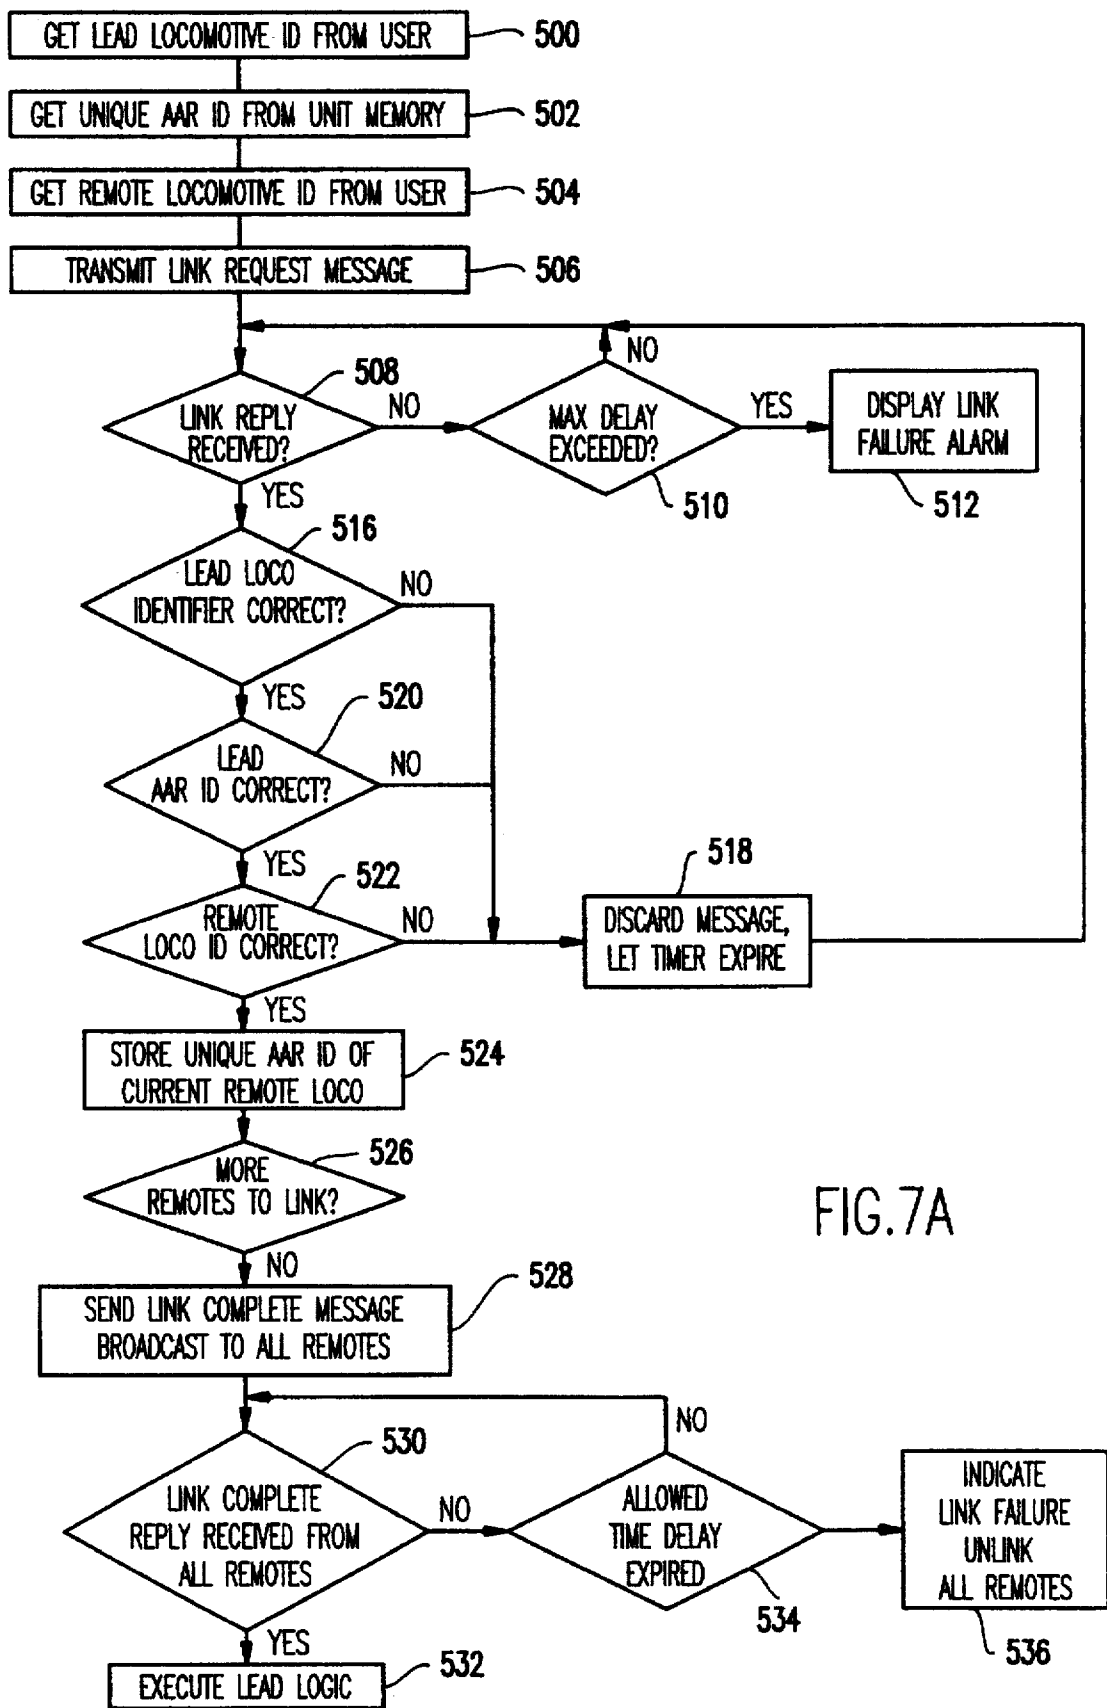 GET LEAD LOCOMOTIVE ID FROM USER
500
GET UNIQUE AAR ID FROM UNIT MEMORY
502
GET REMOTE LOCOMOTIVE ID FROM USER
504
TRANSMIT LINK REQUEST MESSAGE
506
508
LINK REPLY
RECEIVED?
NO
YES
NO
MAX DELAY
EXCEEDED?
510
YES
DISPLAY LINK
FAILURE ALARM
512
516
LEAD LOCO
IDENTIFIER CORRECT?
NO
YES
520
LEAD
AAR ID CORRECT?
NO
YES
522
REMOTE
LOCO ID CORRECT?
NO
YES
518
DISCARD MESSAGE,
LET TIMER EXPIRE
STORE UNIQUE AAR ID OF
CURRENT REMOTE LOCO
524
526
MORE
REMOTES TO LINK?
NO
FIG.7A
528
SEND LINK COMPLETE MESSAGE
BROADCAST TO ALL REMOTES
530
LINK COMPLETE
REPLY RECEIVED FROM
ALL REMOTES
NO
YES
NO
ALLOWED
TIME DELAY
EXPIRED
534
INDICATE
LINK FAILURE
UNLINK
ALL REMOTES
536
EXECUTE LEAD LOGIC
532